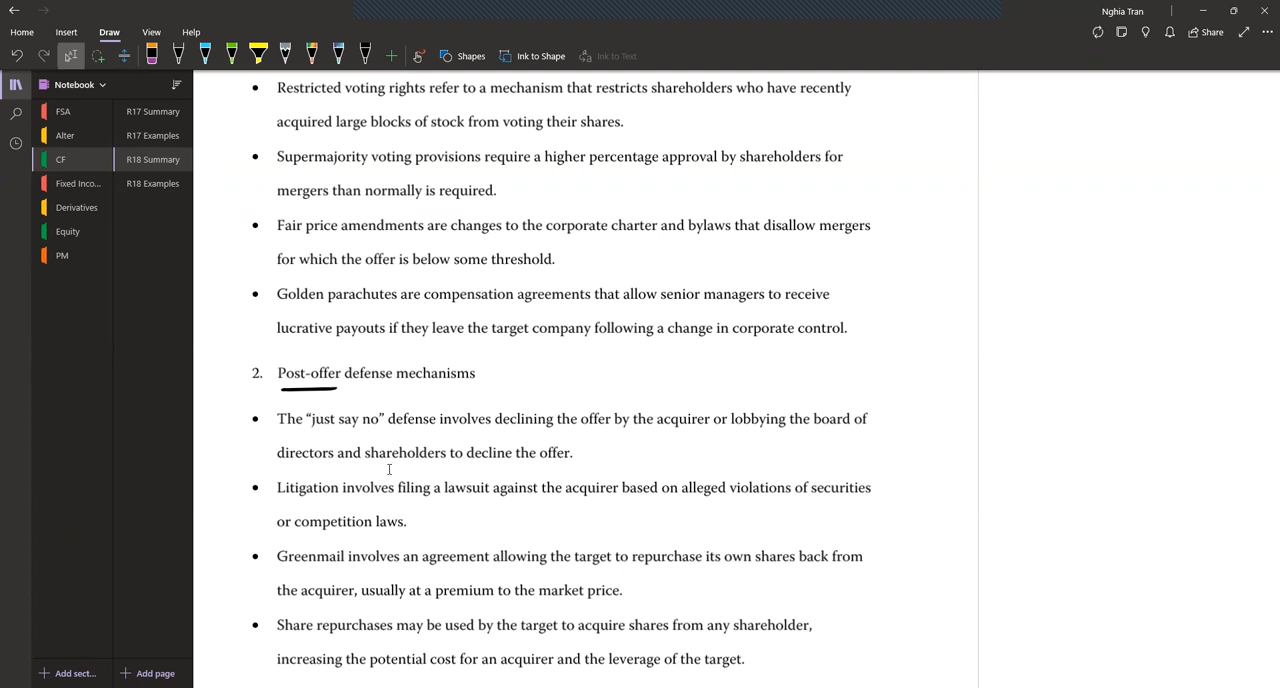 Nghia Tran
Home Insert Draw View Help
Share
Shapes Ink to Shape Ink to Text
Notebook
FSA
Alter
CF
Fixed Inco...
Derivatives
Equity
PM
R17 Summary
R17 Examples
R18 Summary
R18 Examples
• Restricted voting rights refer to a mechanism that restricts shareholders who have recently
acquired large blocks of stock from voting their shares.
• Supermajority voting provisions require a higher percentage approval by shareholders for
mergers than normally is required.
• Fair price amendments are changes to the corporate charter and bylaws that disallow mergers
for which the offer is below some threshold.
• Golden parachutes are compensation agreements that allow senior managers to receive
lucrative payouts if they leave the target company following a change in corporate control.
2. Post-offer defense mechanisms
• The “just say no” defense involves declining the offer by the acquirer or lobbying the board of
directors and shareholders to decline the offer.
• Litigation involves filing a lawsuit against the acquirer based on alleged violations of securities
or competition laws.
• Greenmail involves an agreement allowing the target to repurchase its own shares back from
the acquirer, usually at a premium to the market price.
• Share repurchases may be used by the target to acquire shares from any shareholder,
increasing the potential cost for an acquirer and the leverage of the target.
+ Add sect... + Add page